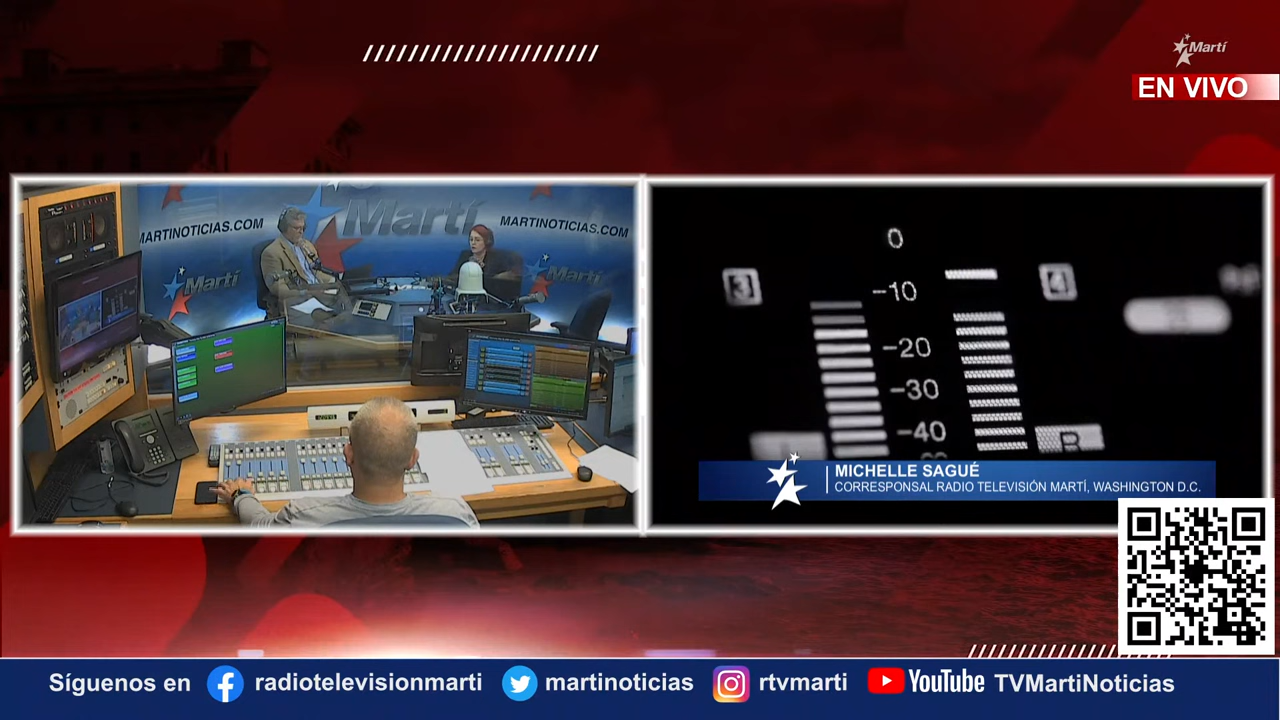 Martí
EN VIVO
MARTINOTICIAS.COM
Martí
MARTINOTICIAS.COM
Martí
Martí
0
3
4
-10
-20
-30
-40
R
MICHELLE SAGUÉ
CORRESPONSAL RADIO TELEVISIÓN MARTÍ, WASHINGTON D.C.
Síguenos en
radiotelevisionmarti
martinoticias
rtvmarti
YouTube
TVMartiNoticias